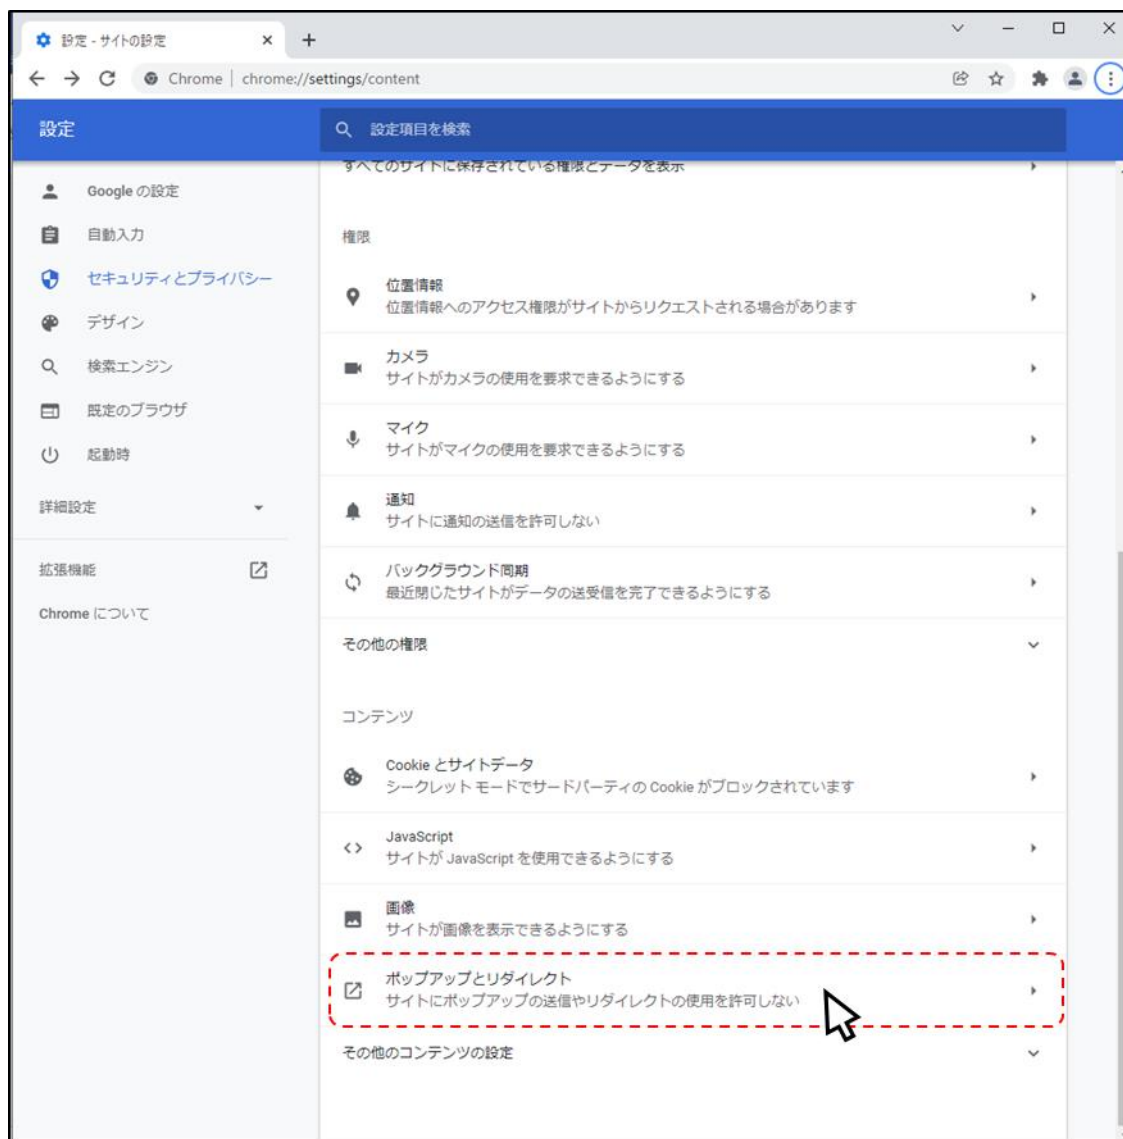 設定 - サイトの設定
Chrome | chrome://settings/content
設定
設定項目を検索
すべてのサイトに保存されている権限とデータを表示
Google の設定
自動入力
セキュリティとプライバシー
デザイン
検索エンジン
既定のブラウザ
起動時
詳細設定
拡張機能
Chrome について
権限
位置情報
位置情報へのアクセス権限がサイトからリクエストされる場合があります
カメラ
サイトがカメラの使用を要求できるようにする
マイク
サイトがマイクの使用を要求できるようにする
通知
サイトに通知の送信を許可しない
バックグラウンド同期
最近閉じたサイトがデータの送受信を完了できるようにする
その他の権限
コンテンツ
Cookie とサイトデータ
シークレット モードでサードパーティの Cookie がブロックされています
JavaScript
サイトが JavaScript を使用できるようにする
画像
サイトが画像を表示できるようにする
ポップアップとリダイレクト
サイトにポップアップの送信やリダイレクトの使用を許可しない
その他のコンテンツの設定